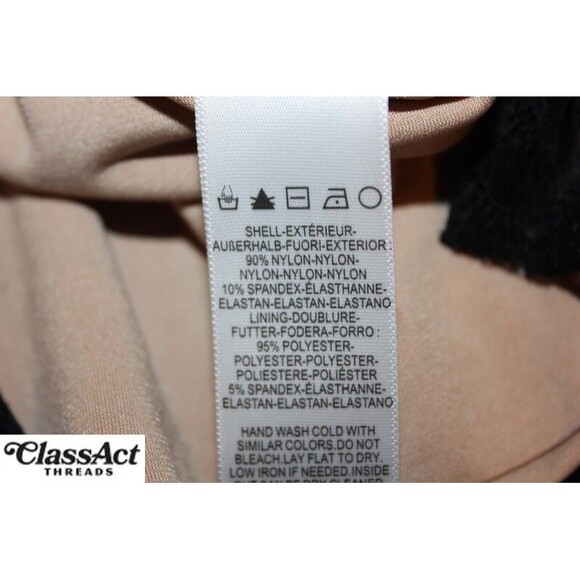 SHELL-EXTÉRIEUR-
AUßERHALB-FUORI-EXTERIOR :
90% NYLON-NYLON-
NYLON-NYLON-NYLON
10% SPANDEX-ÉLASTHANNE-
ELASTAN-ELASTAN-ELASTANO
LINING-DOUBLURE-
FUTTER-FODERA-FORRO :
95% POLYESTER-
POLYESTER-POLYESTER-
POLIESTERE-POLIÉSTER
5% SPANDEX-ÉLASTHANNE-
ELASTAN-ELASTAN-ELASTANO
HAND WASH COLD WITH
SIMILAR COLORS.DO NOT
BLEACH.LAY FLAT TO DRY.
LOW IRON IF NEEDED.INSIDE
ClassAct
THREADS